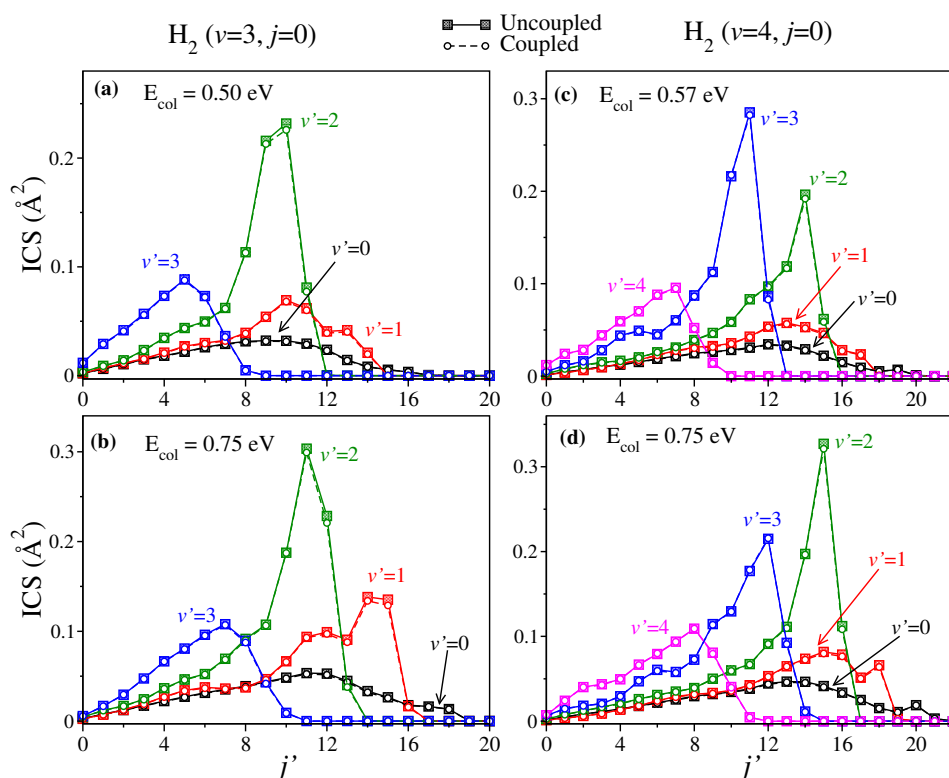 H2 (v=3, j=0)
Uncoupled
Coupled
H2 (v=4, j=0)
(a)
Ecol = 0.50 eV
v'=2
v'=3
v'=0
v'=1
0.2
0.1
0
ICS (Å2)
0 4 8 12 16 20
(c)
Ecol = 0.57 eV
v'=3
v'=2
v'=1
v'=0
v'=4
0.3
0.2
0.1
0
0 4 8 12 16 20
(b)
Ecol = 0.75 eV
v'=2
v'=1
v'=3
v'=0
0.3
0.2
0.1
0
ICS (Å2)
0 4 8 12 16 20
j'
(d)
Ecol = 0.75 eV
v'=2
v'=3
v'=1
v'=4
v'=0
0.3
0.2
0.1
0
0 4 8 12 16 20
j'